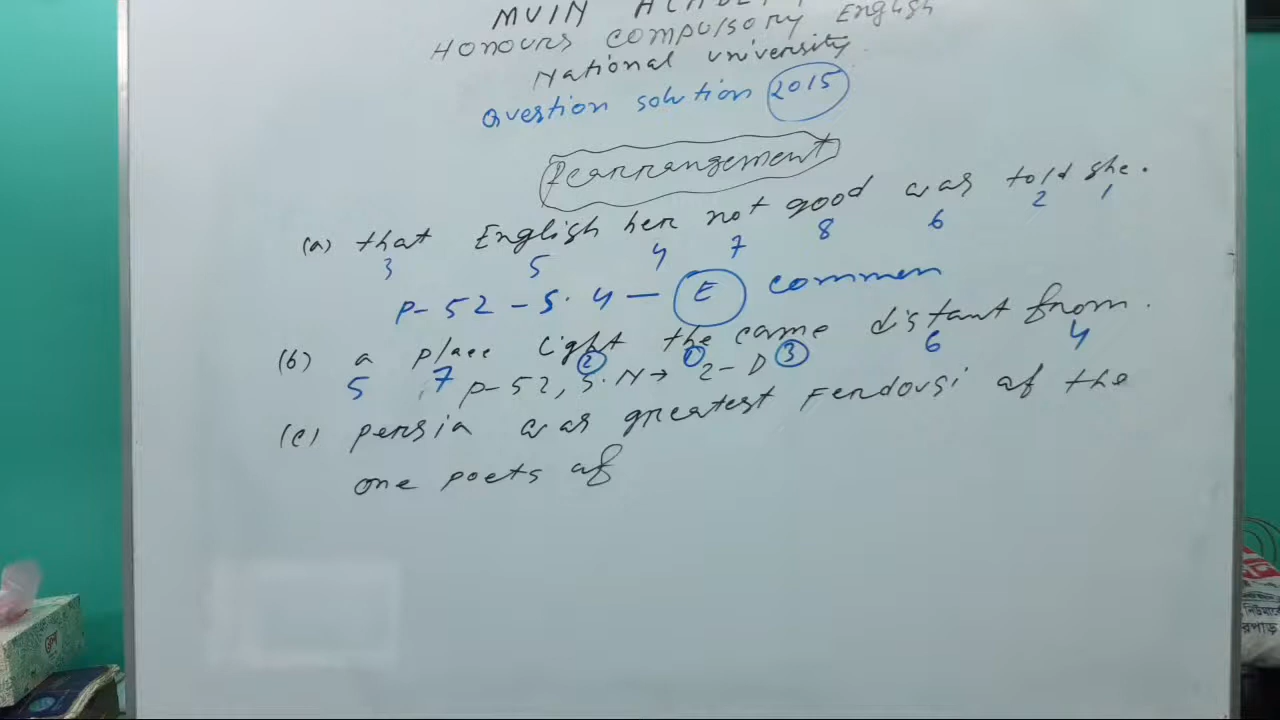 MUIN ACADEMY
Honours compulsory English
National university
Question solution 2015
Rearrangement
(a) that English her not good was told she.
3 5 4 7 8 6 2 1
P-52-S.4 — E common
(b) a place light the came distant from.
5 7 2 1 3 6 4
P-52, S.N→ 2-D
(c) persia was greatest Ferdousi of the
one poets of